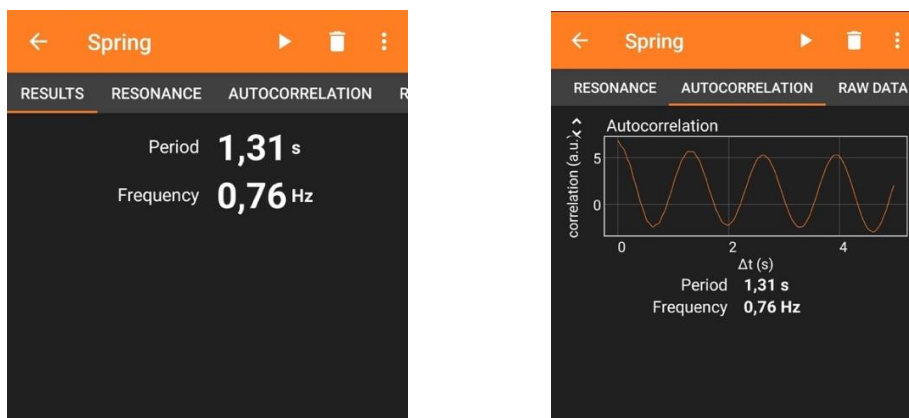 Spring
RESULTS RESONANCE AUTOCORRELATION R
Period 1,31 s
Frequency 0,76 Hz
Spring
RESONANCE AUTOCORRELATION RAW DATA
Autocorrelation
correlation (a.u.)
5
0
0 2 4
Δt (s)
Period 1,31 s
Frequency 0,76 Hz